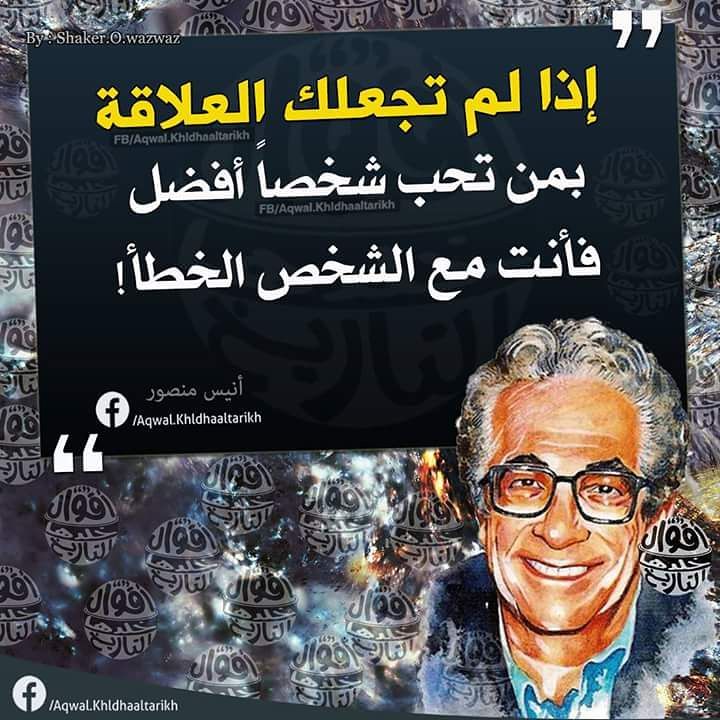 By : Shaker.O.wazwaz
إذا لم تجعلك العلاقة
FB/Aqwal.Khldhaaltarikh
بمن تحب شخصاً أفضل
FB/Aqwal.Khldhaaltarikh
فأنت مع الشخص الخطأ!
أنيس منصور
/Aqwal.Khldhaaltarikh
/Aqwal.Khldhaaltarikh